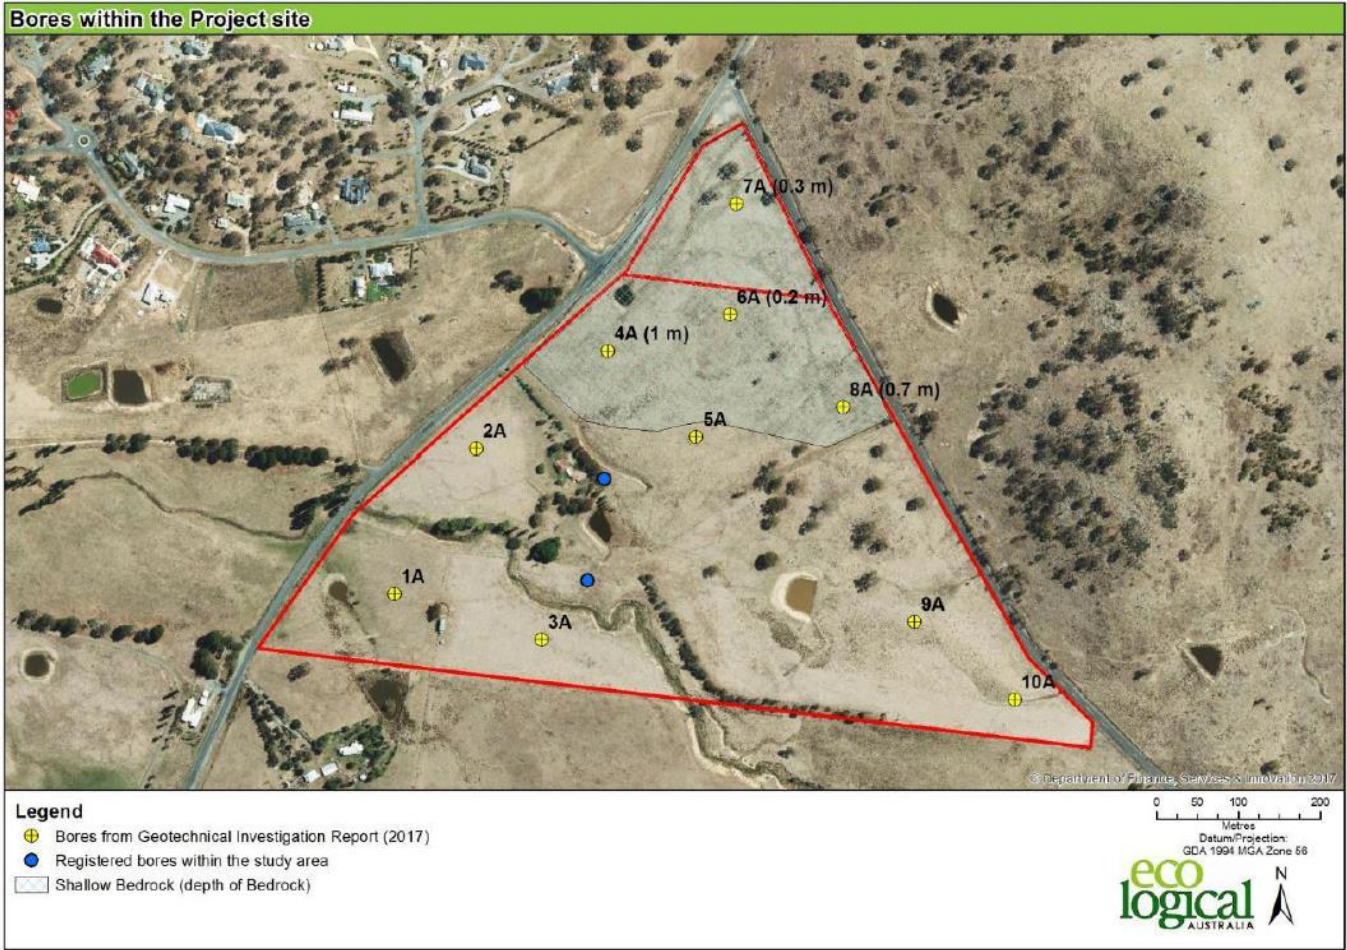 Bores within the Project site
7A (0.3 m)
6A (0.2 m)
4A (1 m)
8A (0.7 m)
5A
2A
1A
9A
3A
10A
© Department of Finance, Services & Innovation 2017
Legend
Bores from Geotechnical Investigation Report (2017)
Registered bores within the study area
Shallow Bedrock (depth of Bedrock)
0 50 100 200
Metres
Datum/Projection:
GDA 1994 MGA Zone 56
eco
logical
AUSTRALIA
N